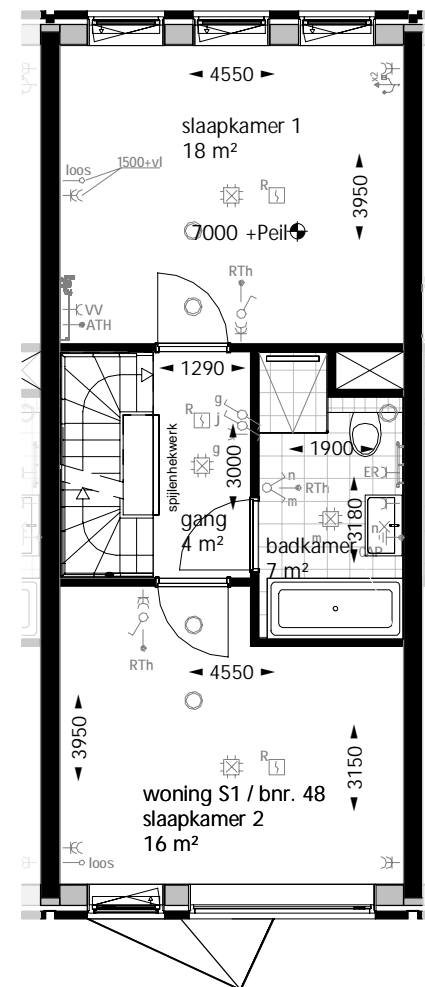 4550
x2
slaapkamer 1
18 m²
1500+vl
loos
3950
R
7000 +Peil
RTh
VV
ATH
1290
R
g
j
g
spijlenhekwerk
3000
1900
ER
n
RTh
m
3180
n
gang
4 m²
m
badkamer
7 m²
RTh
4550
3950
R
3150
woning S1 / bnr. 48
slaapkamer 2
16 m²
loos